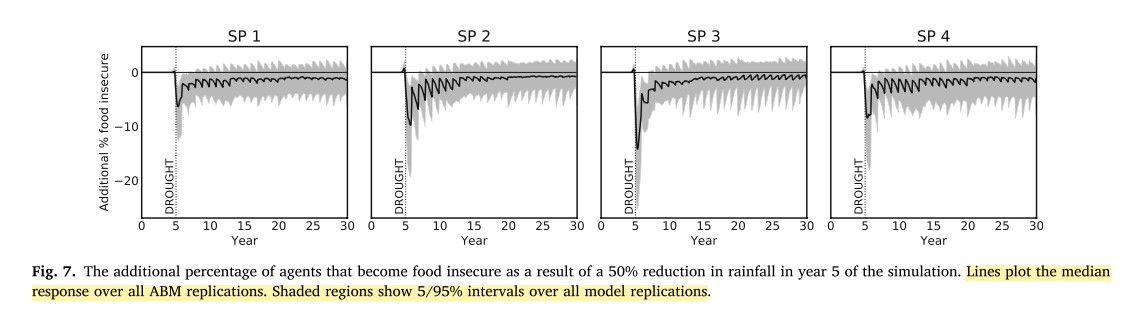 SP 1
SP 2
SP 3
SP 4
Additional % food insecure
0
−10
−20
DROUGHT
DROUGHT
DROUGHT
DROUGHT
0 5 10 15 20 25 30
0 5 10 15 20 25 30
0 5 10 15 20 25 30
0 5 10 15 20 25 30
Year
Year
Year
Year
Fig. 7. The additional percentage of agents that become food insecure as a result of a 50% reduction in rainfall in year 5 of the simulation. Lines plot the median
response over all ABM replications. Shaded regions show 5/95% intervals over all model replications.